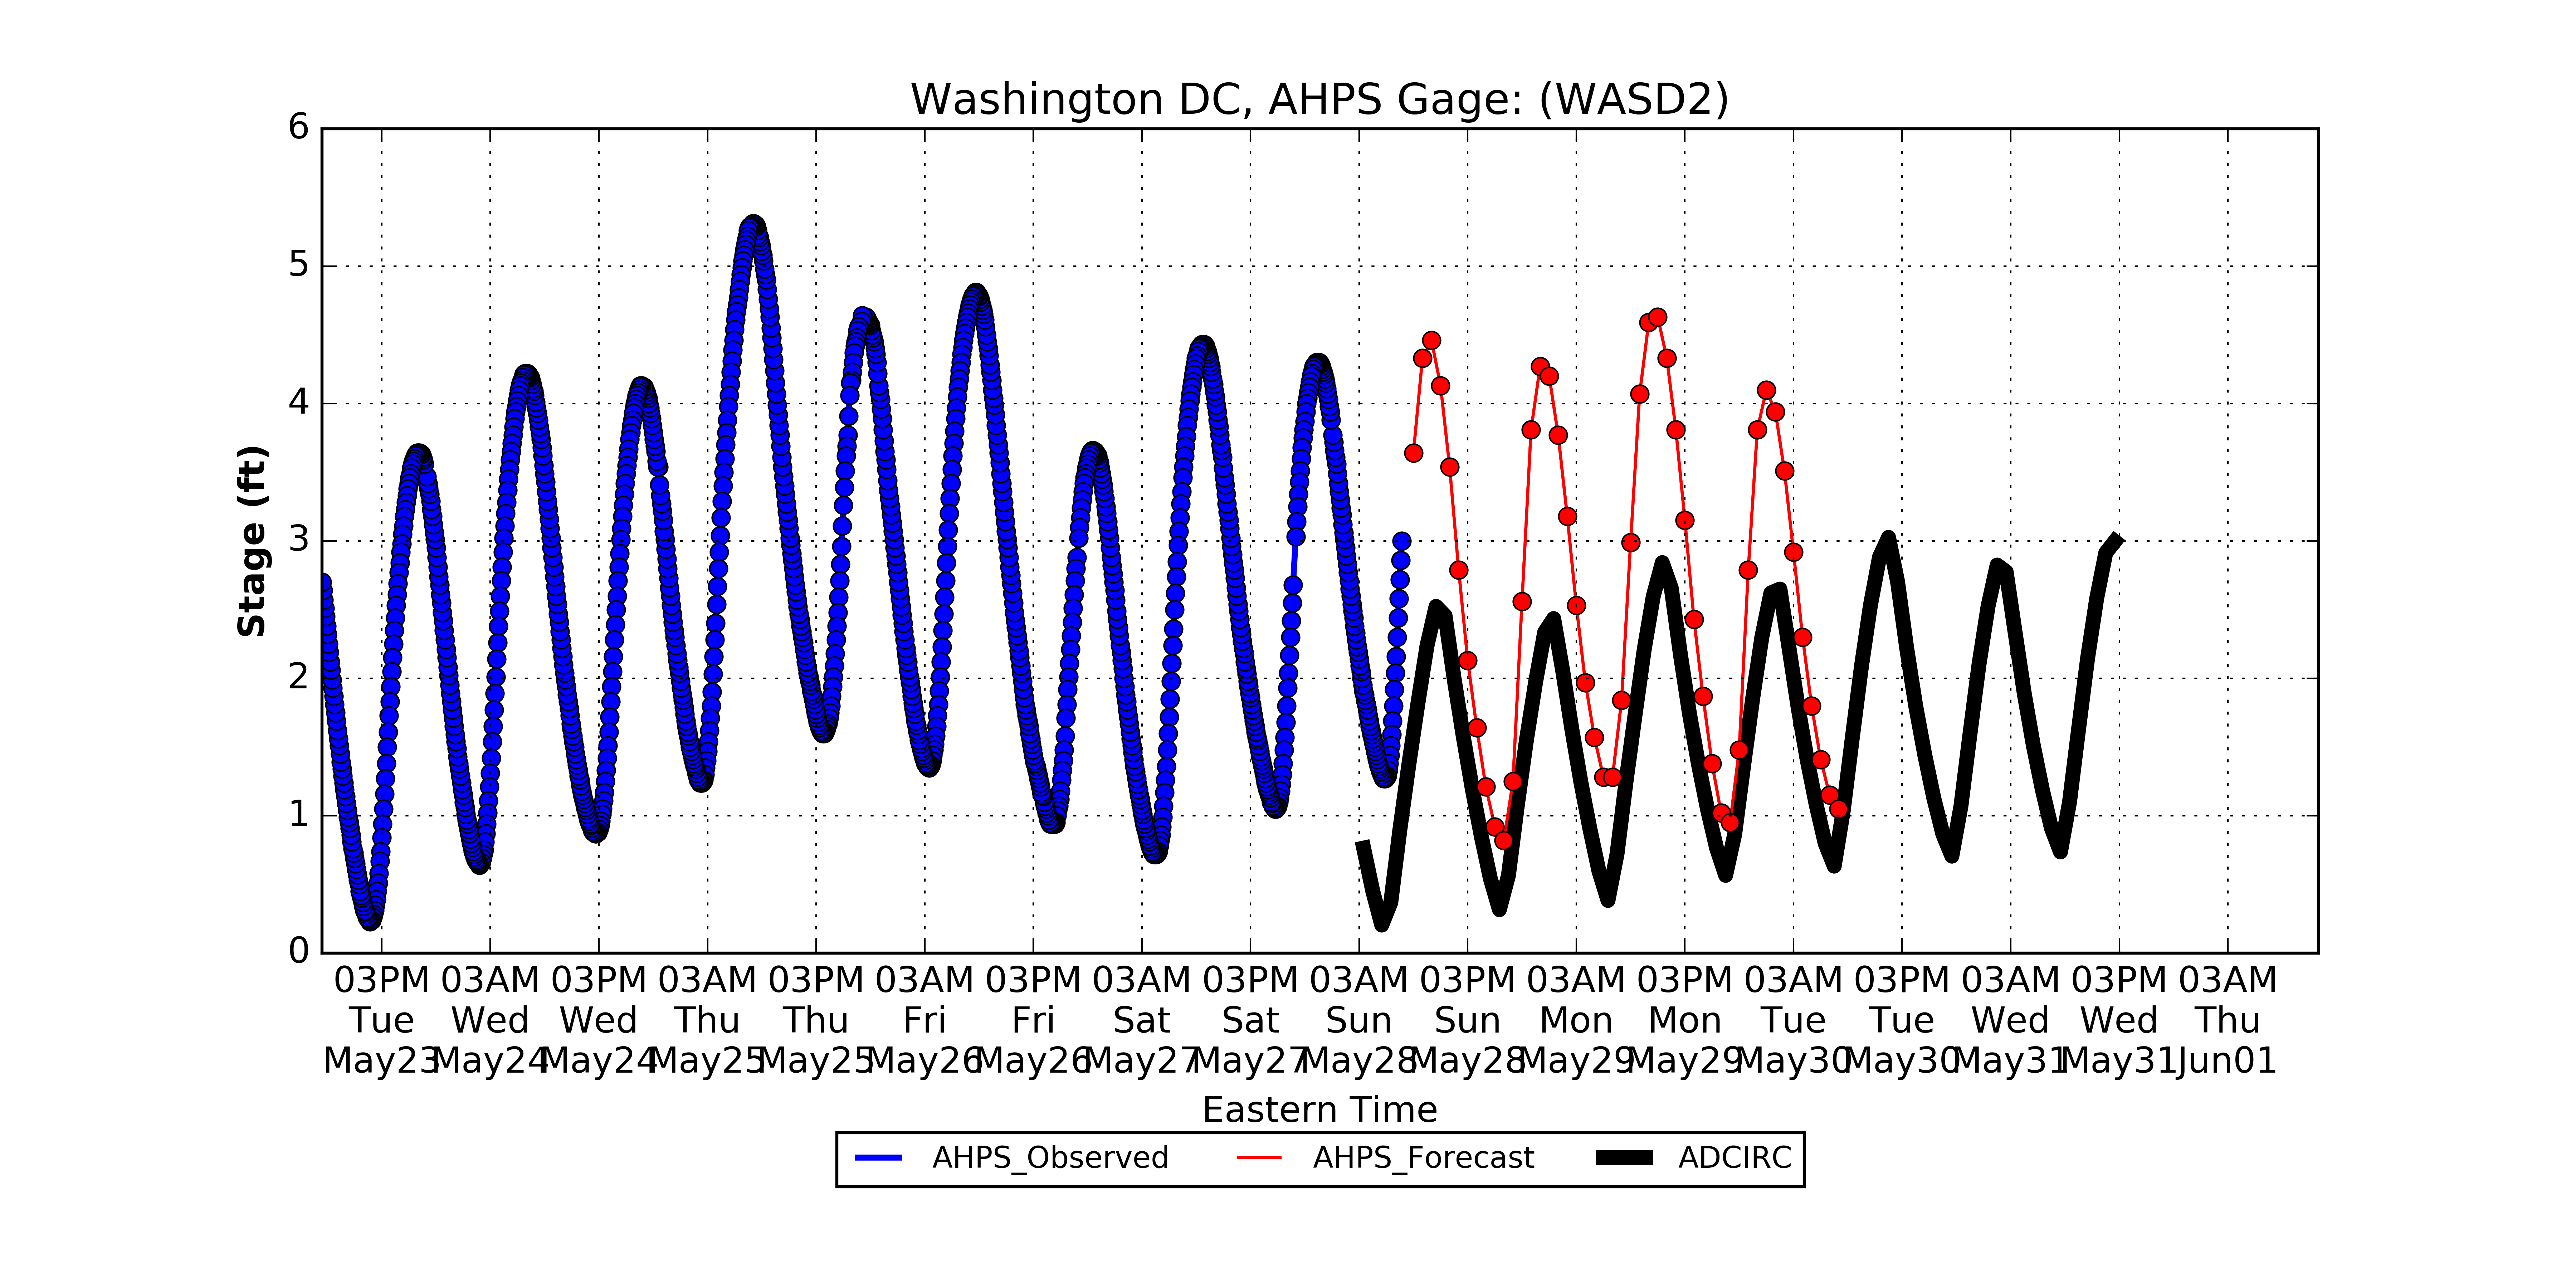 Washington DC, AHPS Gage: (WASD2)
Stage (ft)
6
5
4
3
2
1
0
03PM 03AM 03PM 03AM 03PM 03AM 03PM 03AM 03PM 03AM 03PM 03AM 03PM 03AM 03PM 03AM 03PM 03AM
Tue Wed Wed Thu Thu Fri Fri Sat Sat Sun Sun Mon Mon Tue Tue Wed Wed Thu
May23 May24 May24 May25 May25 May26 May26 May27 May27 May28 May28 May29 May29 May30 May30 May31 May31 Jun01
Eastern Time
AHPS_Observed AHPS_Forecast ADCIRC